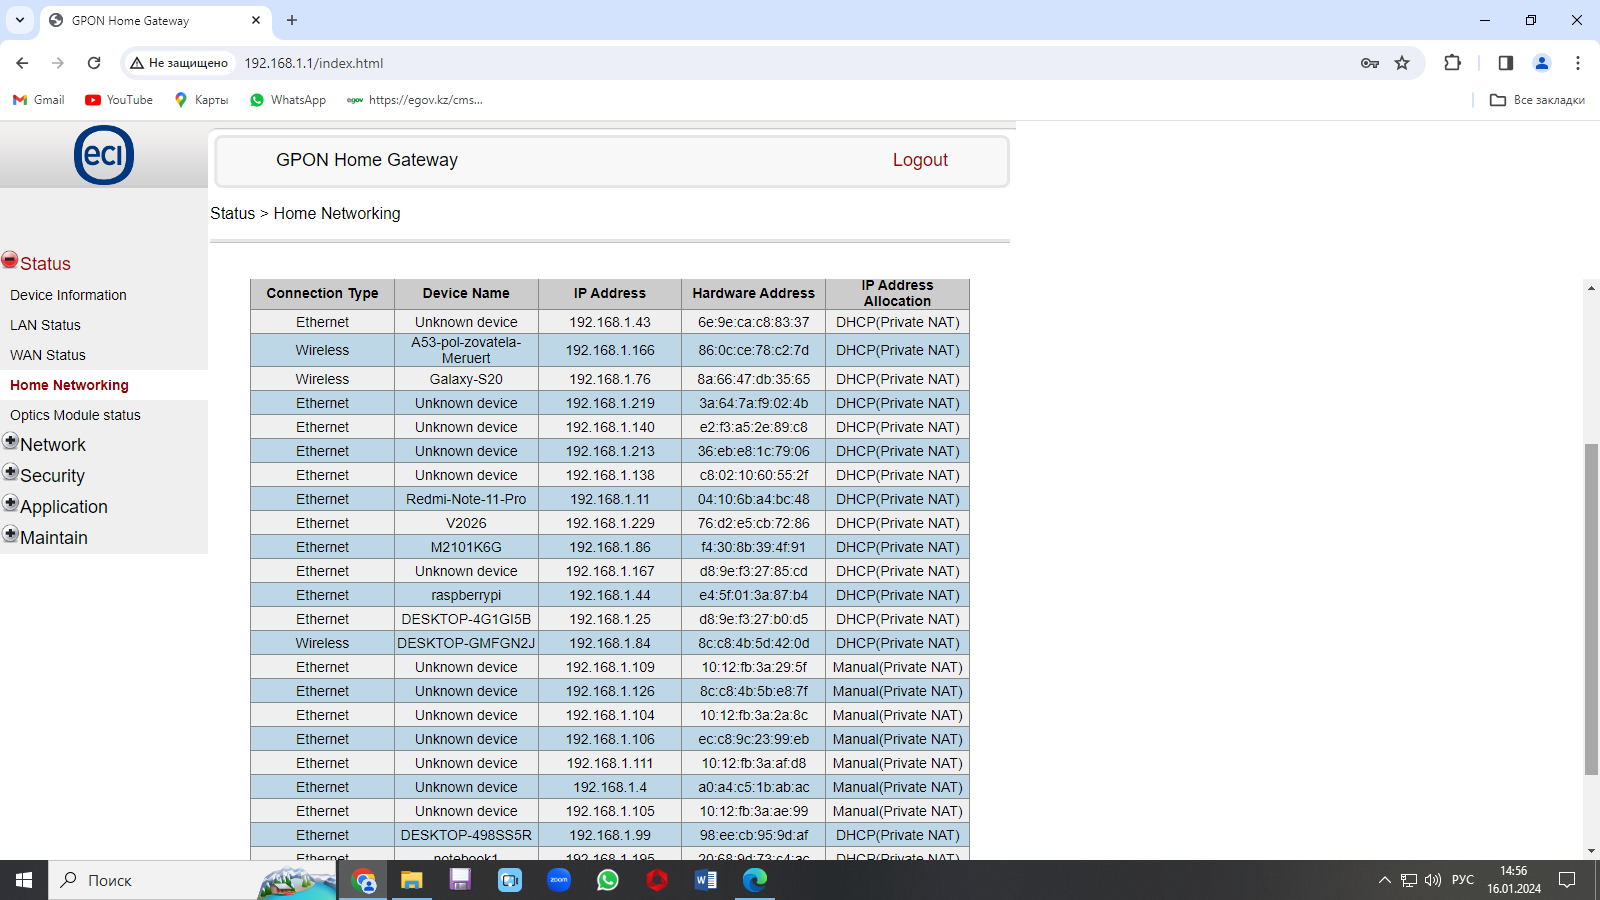 GPON Home Gateway
Не защищено 192.168.1.1/index.html
Gmail YouTube Карты WhatsApp egov https://egov.kz/cms... Все закладки
eci
GPON Home Gateway Logout
Status > Home Networking
Status
Device Information
LAN Status
WAN Status
Home Networking
Optics Module status
Network
Security
Application
Maintain
Connection Type Device Name IP Address Hardware Address IP Address Allocation
Ethernet Unknown device 192.168.1.43 6e:9e:ca:c8:83:37 DHCP(Private NAT)
Wireless A53-pol-zovatela-Meruert 192.168.1.166 86:0c:ce:78:c2:7d DHCP(Private NAT)
Wireless Galaxy-S20 192.168.1.76 8a:66:47:db:35:65 DHCP(Private NAT)
Ethernet Unknown device 192.168.1.219 3a:64:7a:f9:02:4b DHCP(Private NAT)
Ethernet Unknown device 192.168.1.140 e2:f3:a5:2e:89:c8 DHCP(Private NAT)
Ethernet Unknown device 192.168.1.213 36:eb:e8:1c:79:06 DHCP(Private NAT)
Ethernet Unknown device 192.168.1.138 c8:02:10:60:55:2f DHCP(Private NAT)
Ethernet Redmi-Note-11-Pro 192.168.1.11 04:10:6b:a4:bc:48 DHCP(Private NAT)
Ethernet V2026 192.168.1.229 76:d2:e5:cb:72:86 DHCP(Private NAT)
Ethernet M2101K6G 192.168.1.86 f4:30:8b:39:4f:91 DHCP(Private NAT)
Ethernet Unknown device 192.168.1.167 d8:9e:f3:27:85:cd DHCP(Private NAT)
Ethernet raspberrypi 192.168.1.44 e4:5f:01:3a:87:b4 DHCP(Private NAT)
Ethernet DESKTOP-4G1GI5B 192.168.1.25 d8:9e:f3:27:b0:d5 DHCP(Private NAT)
Wireless DESKTOP-GMFGN2J 192.168.1.84 8c:c8:4b:5d:42:0d DHCP(Private NAT)
Ethernet Unknown device 192.168.1.109 10:12:fb:3a:29:5f Manual(Private NAT)
Ethernet Unknown device 192.168.1.126 8c:c8:4b:5b:e8:7f Manual(Private NAT)
Ethernet Unknown device 192.168.1.104 10:12:fb:3a:2a:8c Manual(Private NAT)
Ethernet Unknown device 192.168.1.106 ec:c8:9c:23:99:eb Manual(Private NAT)
Ethernet Unknown device 192.168.1.111 10:12:fb:3a:af:d8 Manual(Private NAT)
Ethernet Unknown device 192.168.1.4 a0:a4:c5:1b:ab:ac Manual(Private NAT)
Ethernet Unknown device 192.168.1.105 10:12:fb:3a:ae:99 Manual(Private NAT)
Ethernet DESKTOP-498SS5R 192.168.1.99 98:ee:cb:95:9d:af DHCP(Private NAT)
Ethernet notebook1 192.168.1.195 20:68:9d:73:c4:ac DHCP(Private NAT)
Поиск zoom РУС 14:56
16.01.2024